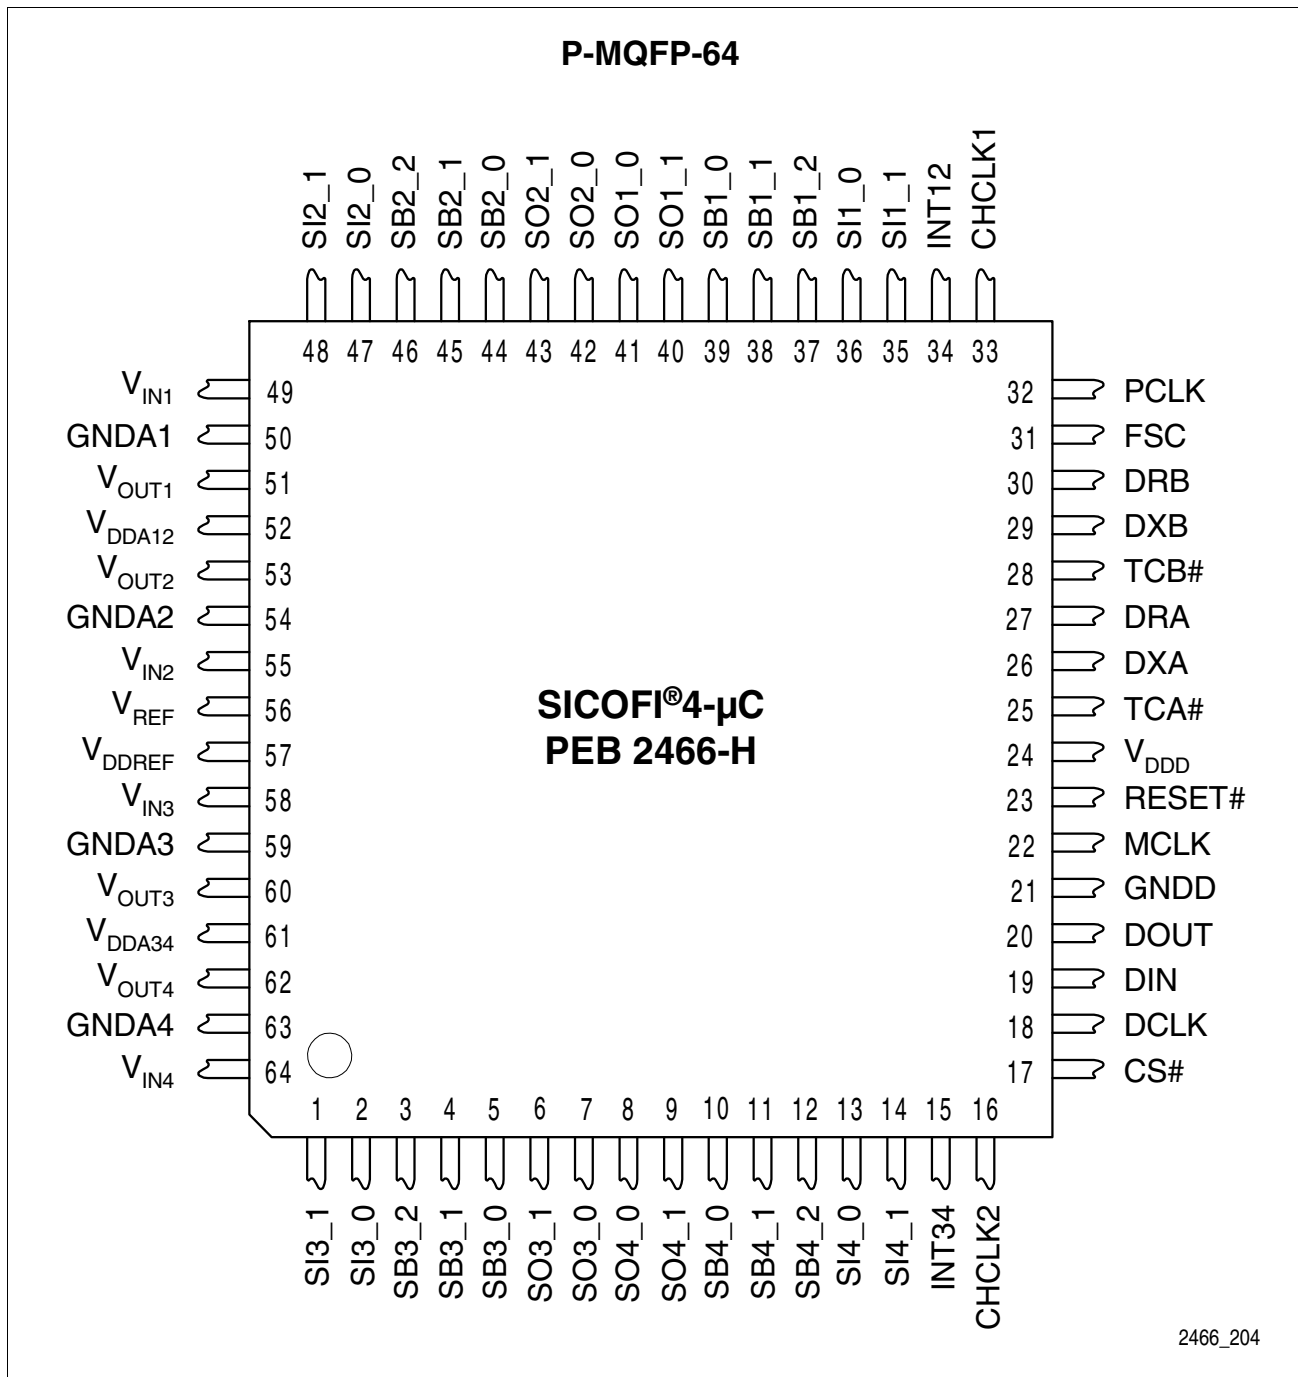 P-MQFP-64
SI2_1
SI2_0
SB2_2
SB2_1
SB2_0
SO2_1
SO2_0
SO1_0
SO1_1
SB1_0
SB1_1
SB1_2
SI1_0
SI1_1
INT12
CHCLK1
48 47 46 45 44 43 42 41 40 39 38 37 36 35 34 33
VIN1 49
GNDA1 50
VOUT1 51
VDDA12 52
VOUT2 53
GNDA2 54
VIN2 55
VREF 56
VDDREF 57
VIN3 58
GNDA3 59
VOUT3 60
VDDA34 61
VOUT4 62
GNDA4 63
VIN4 64
SICOFI®4-µC
PEB 2466-H
32 PCLK
31 FSC
30 DRB
29 DXB
28 TCB#
27 DRA
26 DXA
25 TCA#
24 VDDD
23 RESET#
22 MCLK
21 GNDD
20 DOUT
19 DIN
18 DCLK
17 CS#
1 2 3 4 5 6 7 8 9 10 11 12 13 14 15 16
SI3_1
SI3_0
SB3_2
SB3_1
SB3_0
SO3_1
SO3_0
SO4_0
SO4_1
SB4_0
SB4_1
SB4_2
SI4_0
SI4_1
INT34
CHCLK2
2466_204